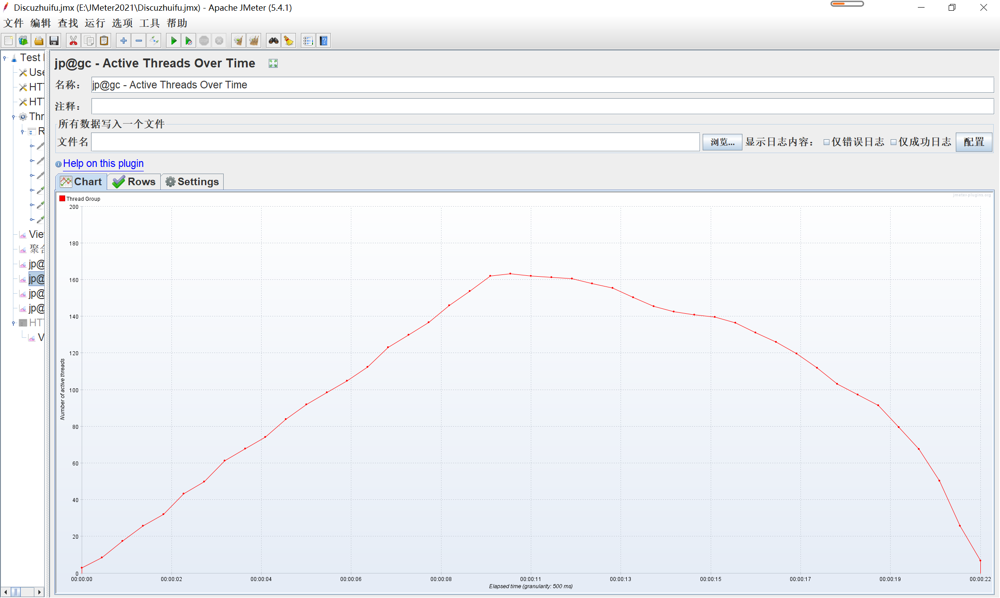 Discuzhuifu.jmx (E:\JMeter2021\Discuzhuifu.jmx) - Apache JMeter (5.4.1)
文件 编辑 查找 运行 选项 工具 帮助
Test
Use
HTT
HTT
Thr
R
Vie
聚合
jp@
jp@
jp@
jp@
HTT
V
jp@gc - Active Threads Over Time
名称： jp@gc - Active Threads Over Time
注释：
所有数据写入一个文件
文件名 浏览... 显示日志内容： 仅错误日志 仅成功日志 配置
Help on this plugin
Chart Rows Settings
Thread Group
jmeter-plugins.org
200
180
160
140
120
100
80
60
40
20
0
Number of active threads
00:00:00 00:00:02 00:00:04 00:00:06 00:00:08 00:00:11 00:00:13 00:00:15 00:00:17 00:00:19 00:00:22
Elapsed time (granularity: 500 ms)